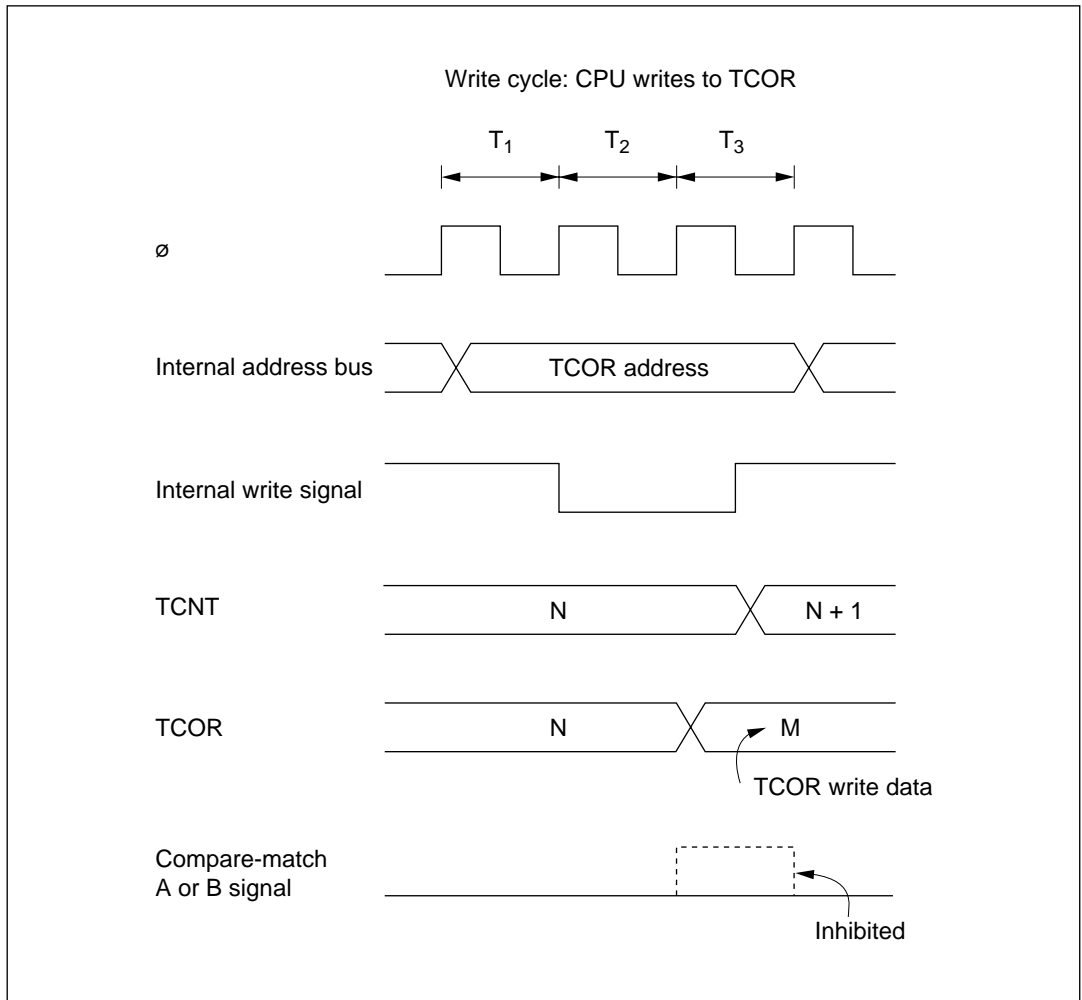 Write cycle: CPU writes to TCOR
T1 T2 T3
ø
Internal address bus
TCOR address
Internal write signal
TCNT
N
N + 1
TCOR
N
M
TCOR write data
Compare-match
A or B signal
Inhibited